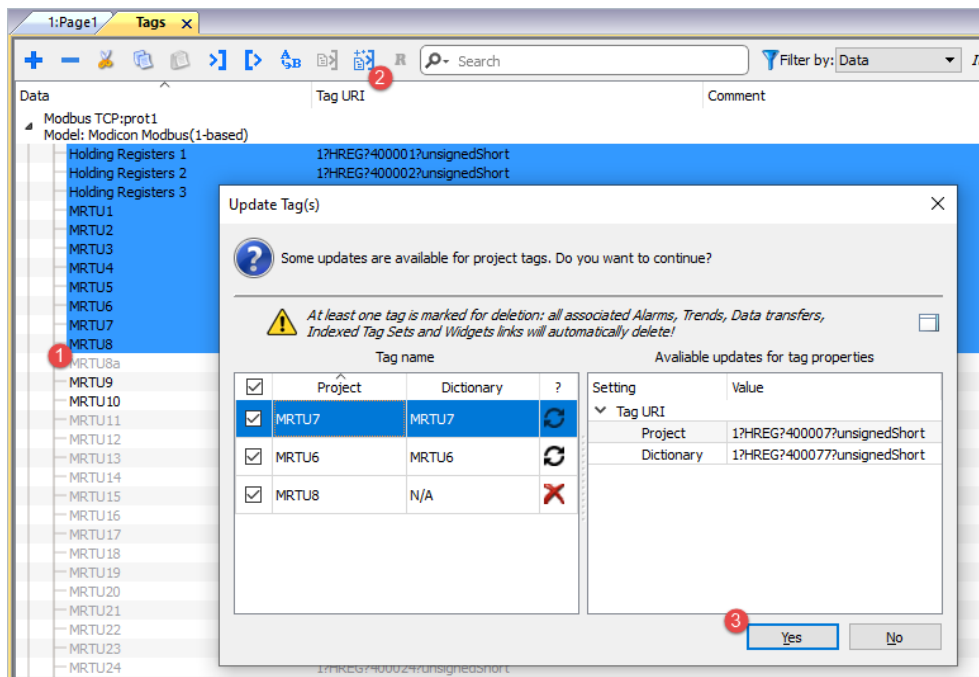 1:Page1 Tags x
Search Filter by: Data
2
Data Tag URI Comment
Modbus TCP:prot1
Model: Modicon Modbus(1-based)
Holding Registers 1 1?HREG?400001?unsignedShort
Holding Registers 2 1?HREG?400002?unsignedShort
Holding Registers 3
MRTU1
MRTU2
MRTU3
MRTU4
MRTU5
MRTU6
MRTU7
MRTU8
1
MRTU8a
MRTU9
MRTU10
MRTU11
MRTU12
MRTU13
MRTU14
MRTU15
MRTU16
MRTU17
MRTU18
MRTU19
MRTU20
MRTU21
MRTU22
MRTU23
MRTU24 1?HREG?400024?unsignedShort
Update Tag(s)
Some updates are available for project tags. Do you want to continue?
At least one tag is marked for deletion: all associated Alarms, Trends, Data transfers,
Indexed Tag Sets and Widgets links will automatically delete!
Tag name
Project Dictionary ?
MRTU7 MRTU7
MRTU6 MRTU6
MRTU8 N/A
Avaliable updates for tag properties
Setting Value
Tag URI
Project 1?HREG?400007?unsignedShort
Dictionary 1?HREG?400077?unsignedShort
3
Yes No